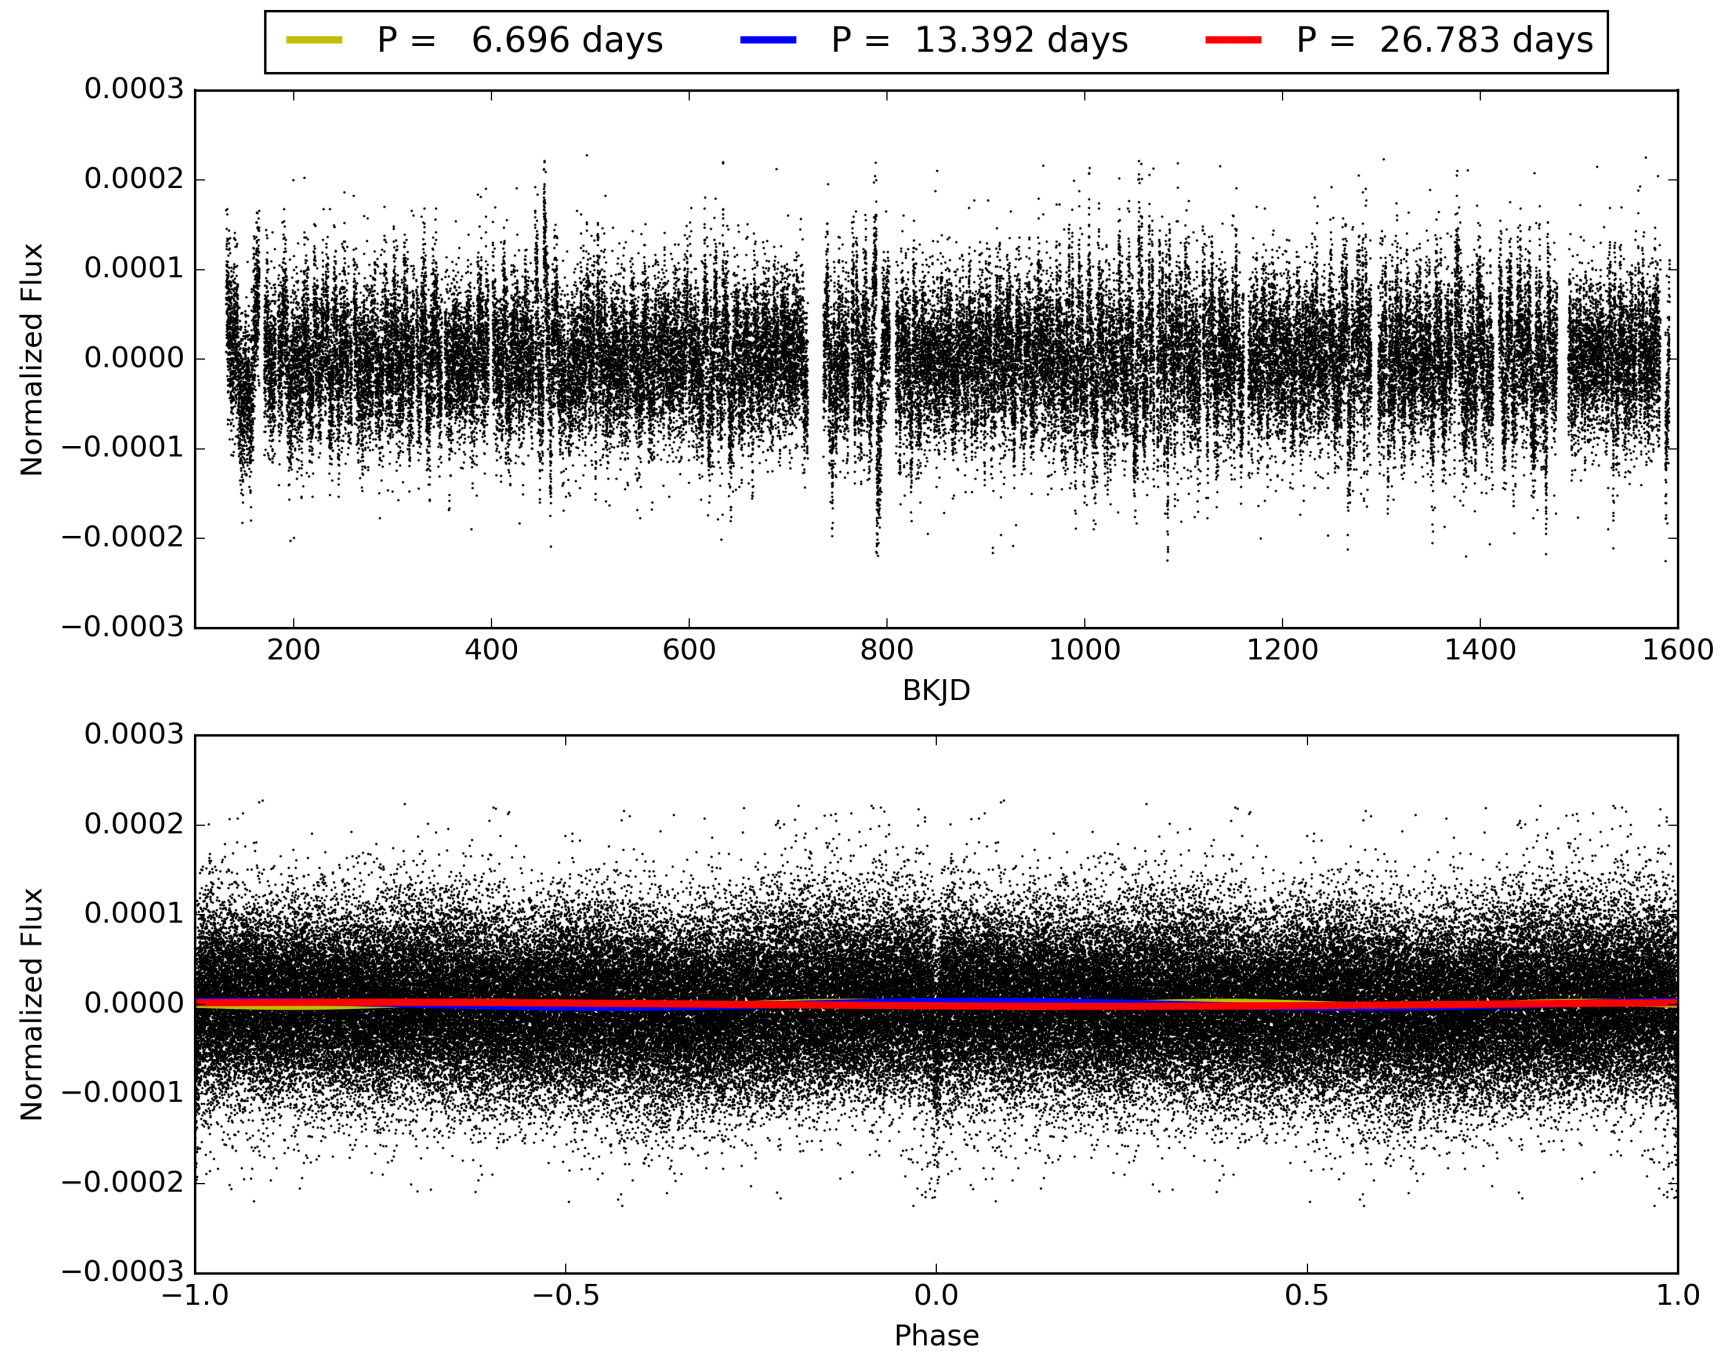 P = 6.696 days P = 13.392 days P = 26.783 days
0.0003
0.0002
0.0001
0.0000
−0.0001
−0.0002
−0.0003
Normalized Flux
200 400 600 800 1000 1200 1400 1600
BKJD
0.0003
0.0002
0.0001
0.0000
−0.0001
−0.0002
−0.0003
Normalized Flux
−1.0 −0.5 0.0 0.5 1.0
Phase